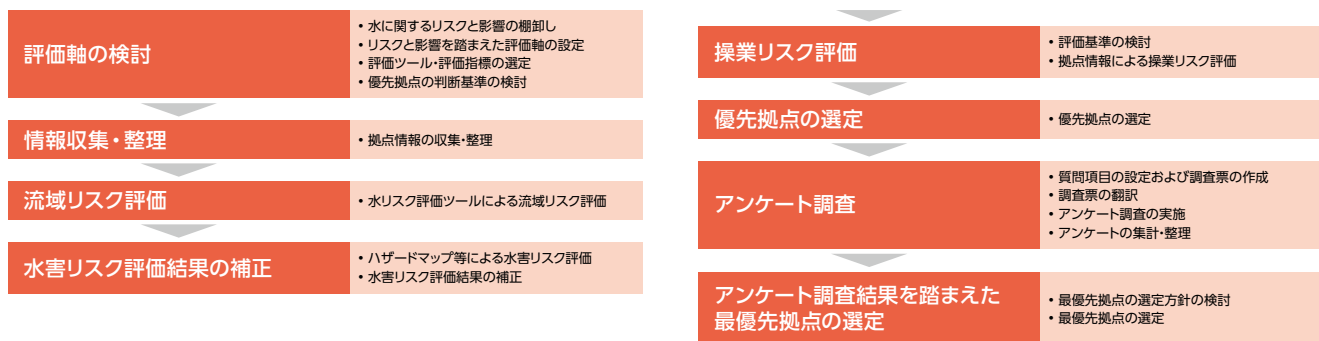 評価軸の検討
• 水に関するリスクと影響の棚卸し
• リスクと影響を踏まえた評価軸の設定
• 評価ツール・評価指標の選定
• 優先拠点の判断基準の検討
情報収集・整理
• 拠点情報の収集・整理
流域リスク評価
• 水リスク評価ツールによる流域リスク評価
水害リスク評価結果の補正
• ハザードマップ等による水害リスク評価
• 水害リスク評価結果の補正
操業リスク評価
• 評価基準の検討
• 拠点情報による操業リスク評価
優先拠点の選定
• 優先拠点の選定
アンケート調査
• 質問項目の設定および調査票の作成
• 調査票の翻訳
• アンケート調査の実施
• アンケートの集計・整理
アンケート調査結果を踏まえた
最優先拠点の選定
• 最優先拠点の選定方針の検討
• 最優先拠点の選定